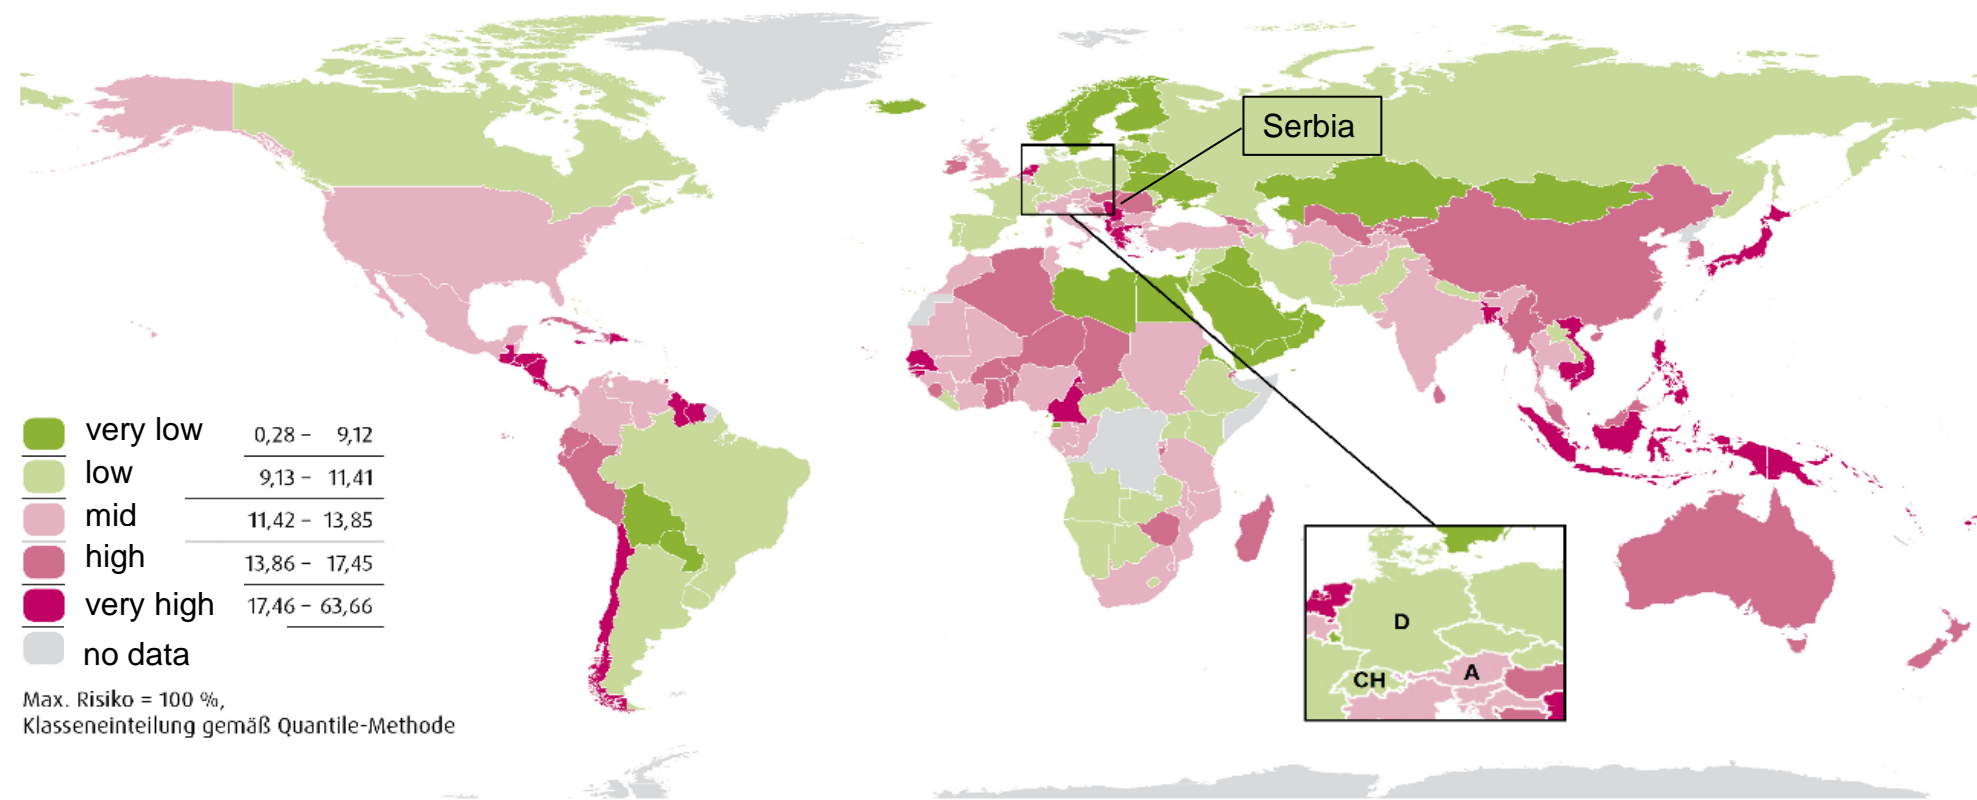 Serbia
very low 0,28 – 9,12
low 9,13 – 11,41
mid 11,42 – 13,85
high 13,86 – 17,45
very high 17,46 – 63,66
no data
Max. Risiko = 100 %,
Klasseneinteilung gemäß Quantile-Methode
D
CH
A